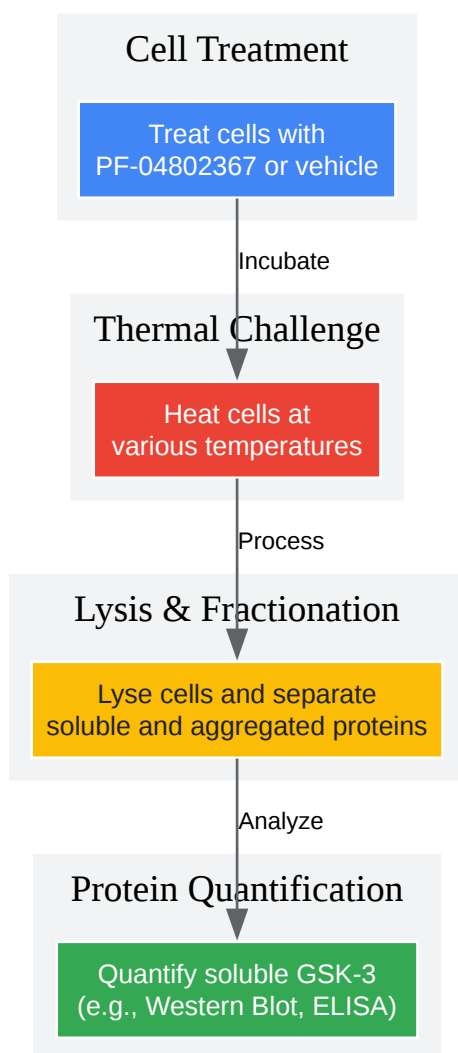 Cell Treatment
Treat cells with
PF-04802367 or vehicle
Incubate
Thermal Challenge
Heat cells at
various temperatures
Process
Lysis & Fractionation
Lyse cells and separate
soluble and aggregated proteins
Analyze
Protein Quantification
Quantify soluble GSK-3
(e.g., Western Blot, ELISA)